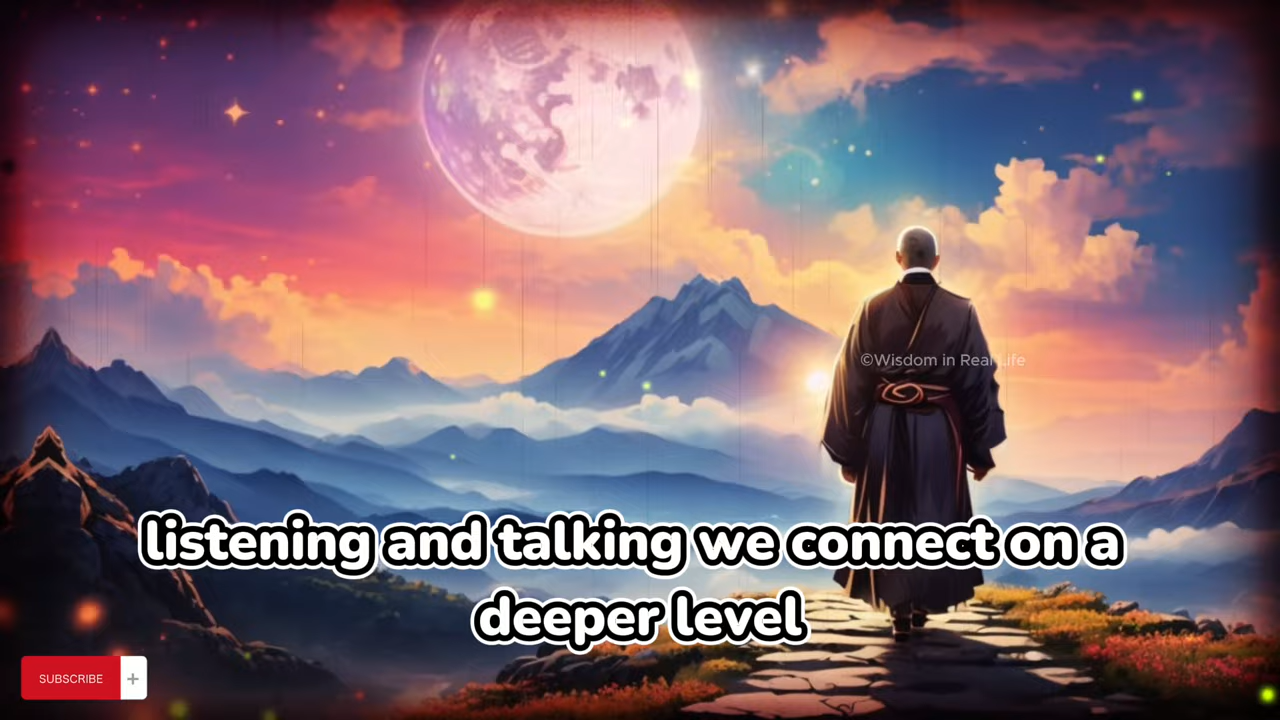 ©Wisdom in Real Life
listening and talking we connect on a
deeper level
SUBSCRIBE +